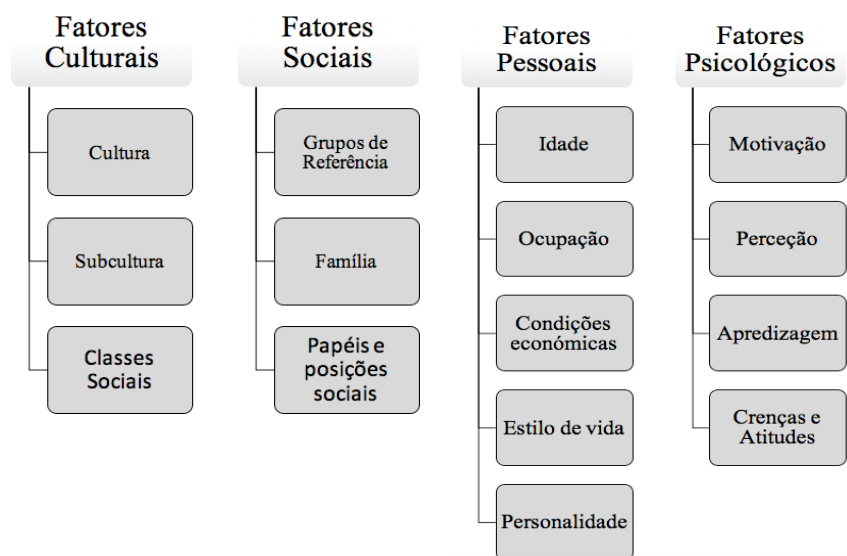 Fatores
Culturais
Cultura
Subcultura
Classes
Sociais
Fatores
Sociais
Grupos de
Referência
Família
Papéis e
posições
sociais
Fatores
Pessoais
Idade
Ocupação
Condições
económicas
Estilo de vida
Personalidade
Fatores
Psicológicos
Motivação
Perceção
Apredizagem
Crenças e
Atitudes